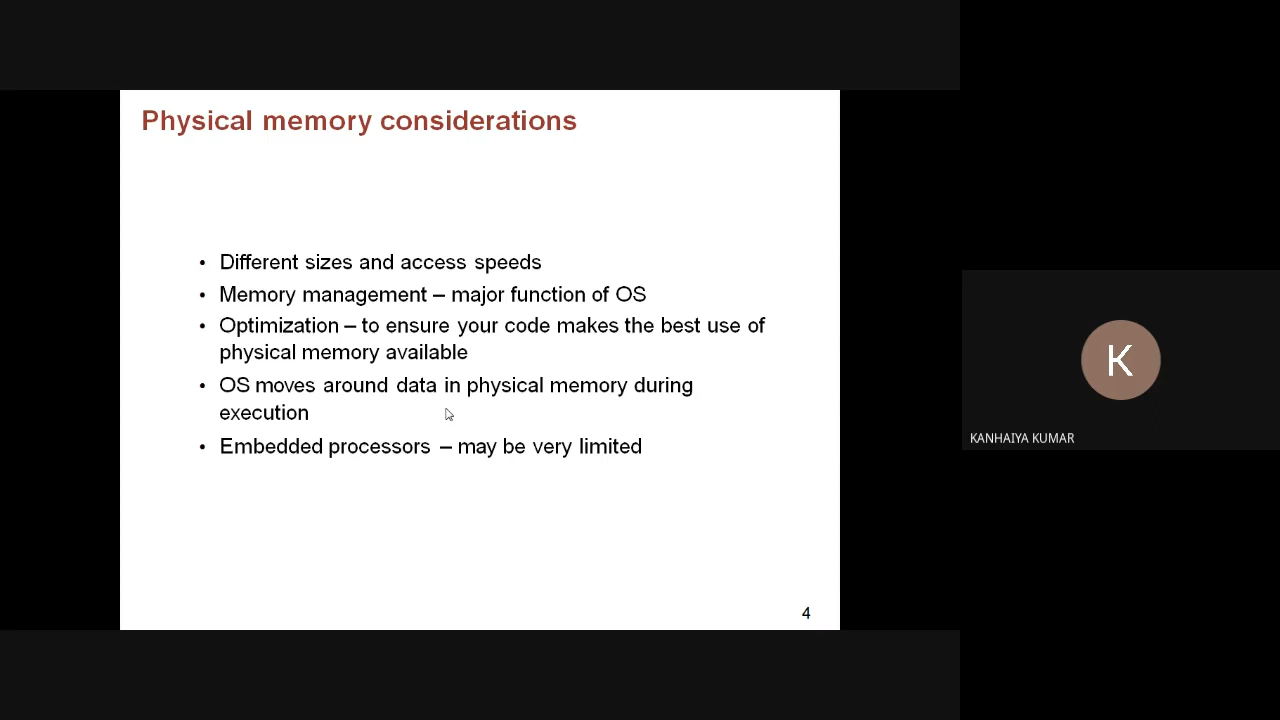 Physical memory considerations
• Different sizes and access speeds
• Memory management – major function of OS
• Optimization – to ensure your code makes the best use of
physical memory available
• OS moves around data in physical memory during
execution
• Embedded processors – may be very limited
4
K
KANHAIYA KUMAR